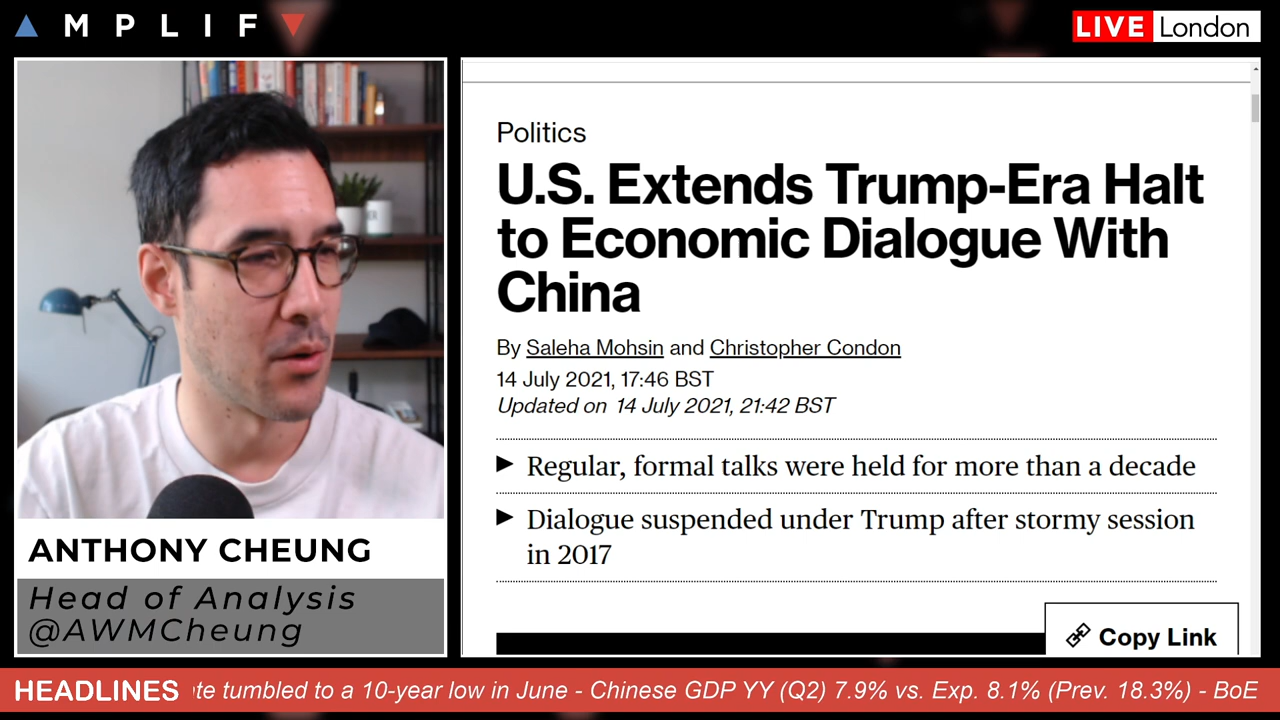 AMPLIFY
LIVE London
Politics
U.S. Extends Trump-Era Halt
to Economic Dialogue With
China
By Saleha Mohsin and Christopher Condon
14 July 2021, 17:46 BST
Updated on 14 July 2021, 21:42 BST
▶ Regular, formal talks were held for more than a decade
▶ Dialogue suspended under Trump after stormy session
in 2017
Copy Link
ANTHONY CHEUNG
Head of Analysis
@AWMCheung
HEADLINES te tumbled to a 10-year low in June - Chinese GDP YY (Q2) 7.9% vs. Exp. 8.1% (Prev. 18.3%) - BoE